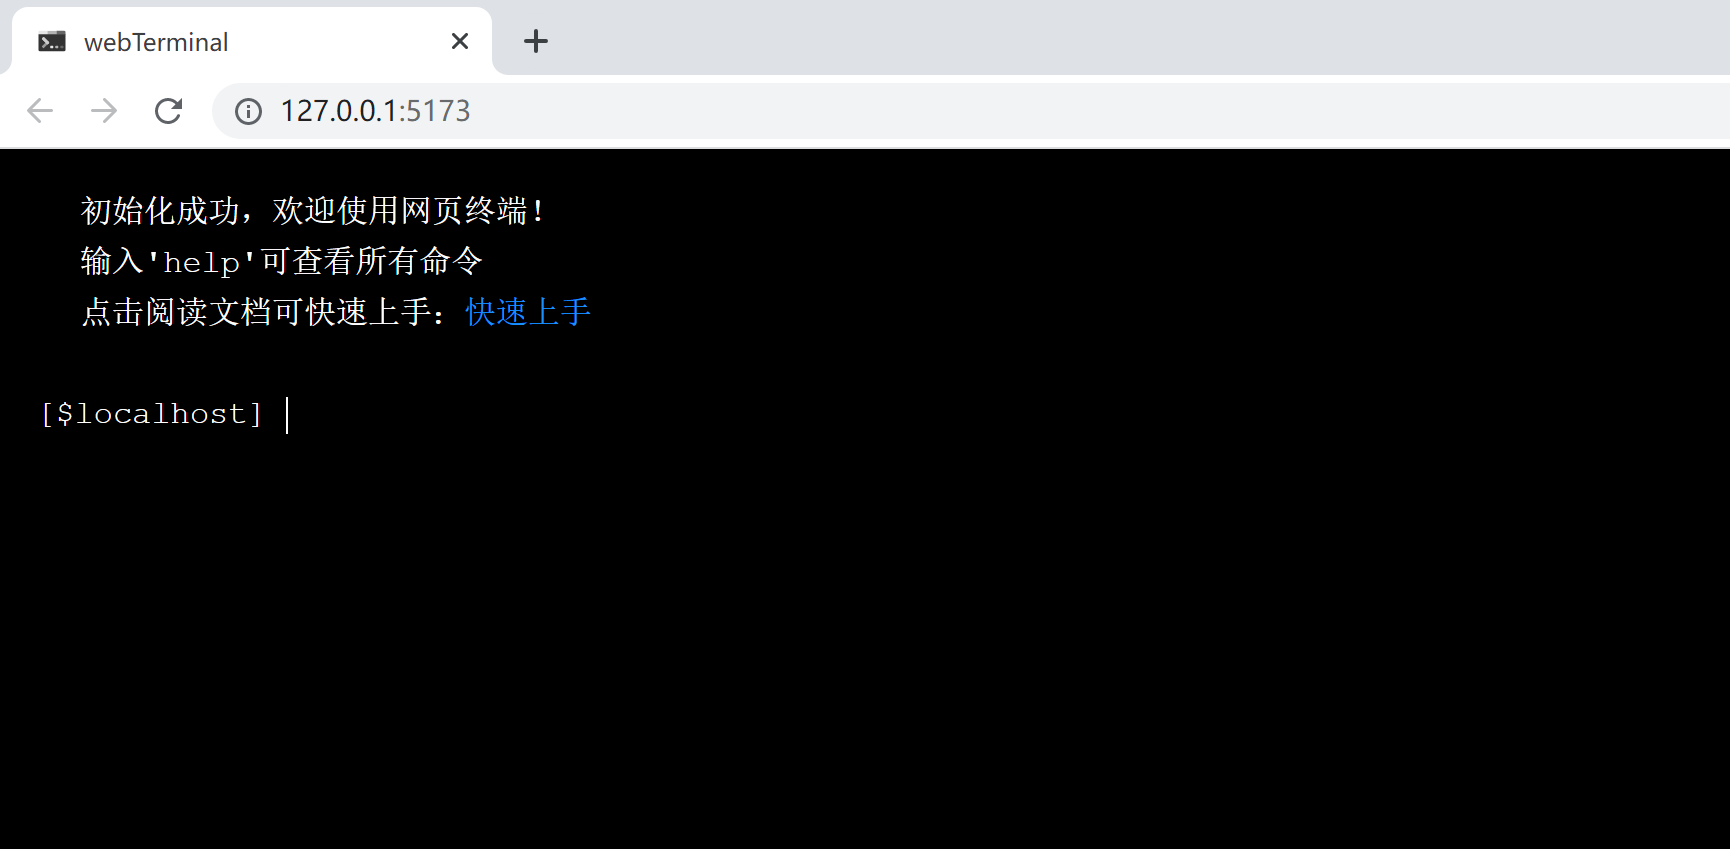 webTerminal
127.0.0.1:5173
初始化成功，欢迎使用网页终端！
输入'help'可查看所有命令
点击阅读文档可快速上手：快速上手
[$localhost]